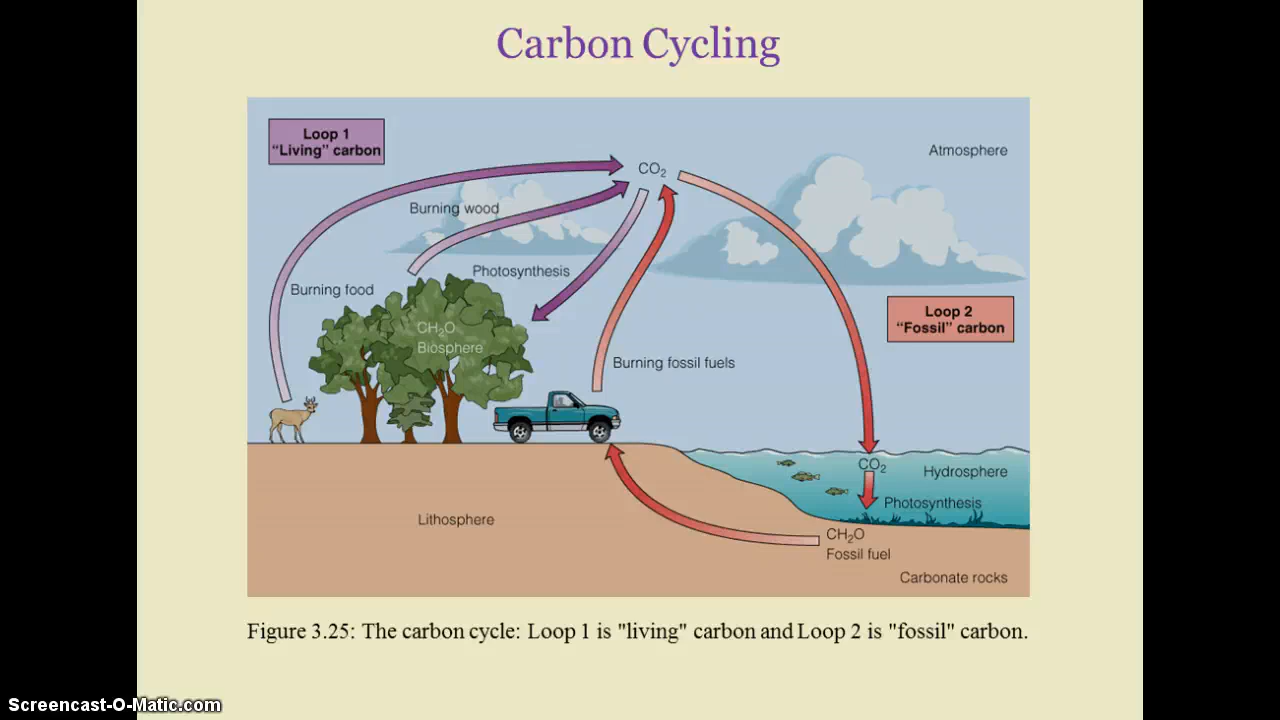 Carbon Cycling
Loop 1
“Living” carbon
Atmosphere
CO₂
Burning wood
Photosynthesis
Burning food
Loop 2
“Fossil” carbon
CH₂O
Biosphere
Burning fossil fuels
CO₂
Hydrosphere
Photosynthesis
Lithosphere
CH₂O
Fossil fuel
Carbonate rocks
Figure 3.25: The carbon cycle: Loop 1 is "living" carbon and Loop 2 is "fossil" carbon.
Screencast-O-Matic.com